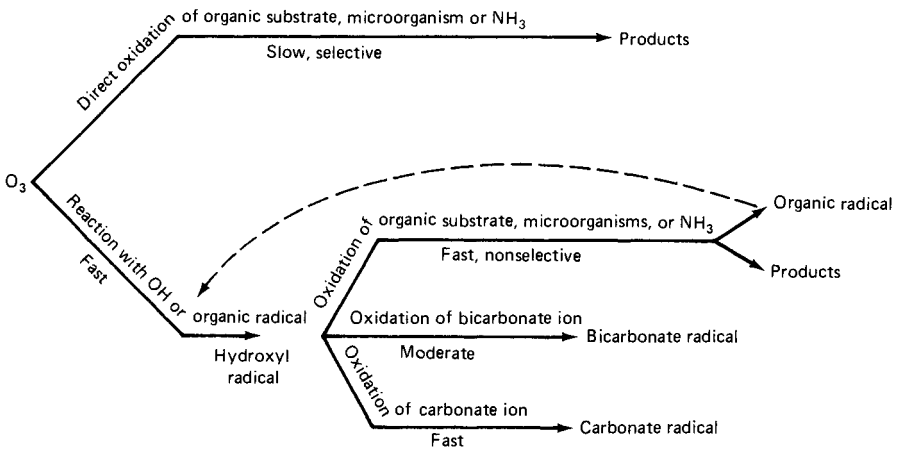 Direct oxidation of organic substrate, microorganism or NH₃
Slow, selective
Products
O₃
Reaction with OH or organic radical
Fast
Hydroxyl
radical
Oxidation of organic substrate, microorganisms, or NH₃
Fast, nonselective
Organic radical
Products
Oxidation of bicarbonate ion
Moderate
Bicarbonate radical
Oxidation of carbonate ion
Fast
Carbonate radical